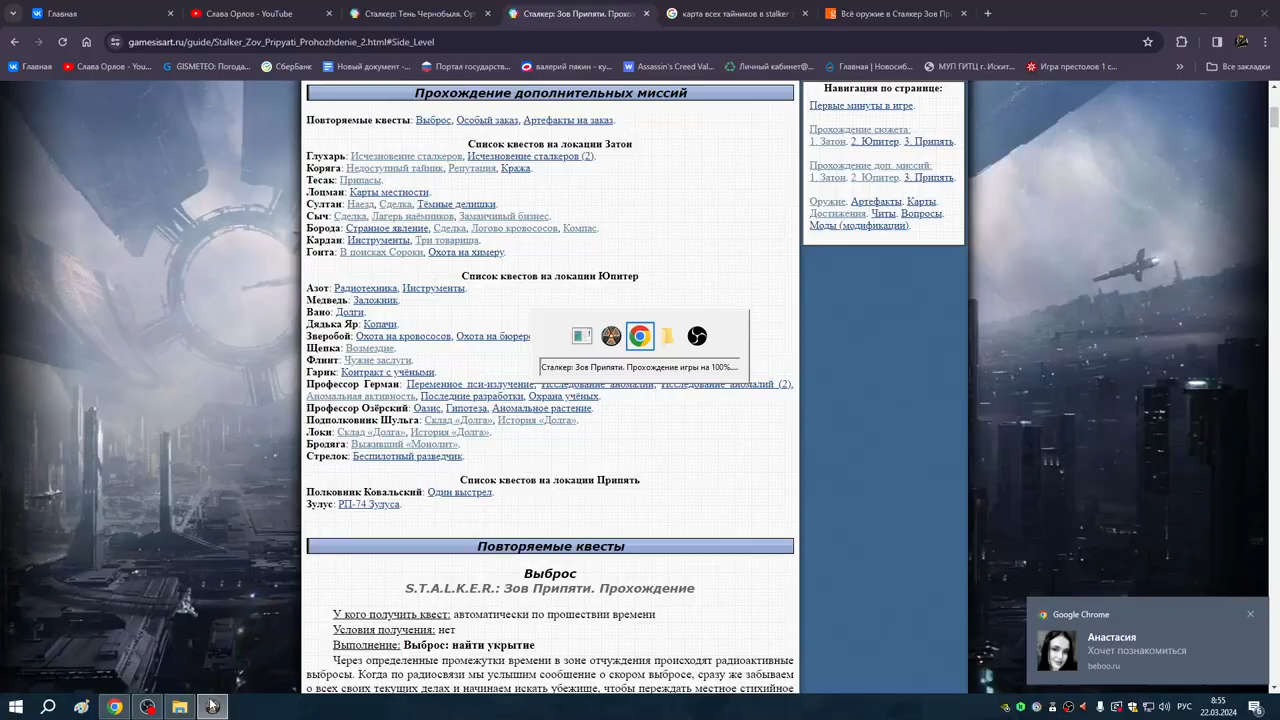 Главная
Слава Орлов - YouTube
Сталкер: Тень Чернобыля. О
Сталкер: Зов Припяти. Прохо
карта всех тайников в stalker
Всё оружие в Сталкер Зов Пр
gamesisart.ru/guide/Stalker_Zov_Pripyati_Prohozhdenie_2.html#Side_Level
Главная
Слава Орлов - You...
GISMETEO: Погода...
СберБанк
Новый документ -...
Портал государств...
валерий пякин - ку...
Assassin's Creed Val...
Личный кабинет@...
Главная | Новосиб...
МУП ГИТЦ (г. Искит...
Игра престолов 1 с...
»
Все закладки
Прохождение дополнительных миссий
Повторяемые квесты: Выброс, Особый заказ, Артефакты на заказ.
Список квестов на локации Затон
Глухарь: Исчезновение сталкеров, Исчезновение сталкеров (2).
Коряга: Недоступный тайник, Репутация, Кража.
Тесак: Припасы.
Лоцман: Карты местности.
Султан: Наезд, Сделка, Тёмные делишки.
Сыч: Сделка, Лагерь наёмников, Заманчивый бизнес.
Борода: Странное явление, Сделка, Логово кровососов, Компас.
Кардан: Инструменты, Три товарища.
Гонта: В поисках Сороки, Охота на химеру.
Список квестов на локации Юпитер
Азот: Радиотехника, Инструменты.
Медведь: Заложник.
Вано: Долги.
Дядька Яр: Копачи.
Зверобой: Охота на кровососов, Охота на бюрер
Щепка: Возмездие.
Флинт: Чужие заслуги.
Гарик: Контракт с учёными.
Профессор Герман: Переменное пси-излучение, Исследование аномалий, Исследование аномалий (2),
Аномальная активность, Последние разработки, Охрана учёных.
Профессор Озёрский: Оазис, Гипотеза, Аномальное растение.
Подполковник Шульга: Склад «Долга», История «Долга».
Локи: Склад «Долга», История «Долга».
Бродяга: Выживший «Монолит».
Стрелок: Беспилотный разведчик.
Список квестов на локации Припять
Полковник Ковальский: Один выстрел.
Зулус: РП-74 Зулуса.
Повторяемые квесты
Выброс
S.T.A.L.K.E.R.: Зов Припяти. Прохождение
У кого получить квест: автоматически по прошествии времени
Условия получения: нет
Выполнение: Выброс: найти укрытие
Через определенные промежутки времени в зоне отчуждения происходят радиоактивные
выбросы. Когда по радиосвязи мы услышим сообщение о скором выбросе, сразу же забываем
о всех своих текущих делах и начинаем искать убежище, чтобы переждать местное стихийное
Навигация по странице:
Первые минуты в игре.
Прохождение сюжета:
1. Затон. 2. Юпитер. 3. Припять.
Прохождение доп. миссий:
1. Затон. 2. Юпитер. 3. Припять.
Оружие. Артефакты. Карты.
Достижения. Читы. Вопросы.
Моды (модификации).
Сталкер: Зов Припяти. Прохождение игры на 100%....
Google Chrome
Анастасия
Хочет познакомиться
beboo.ru
РУС
8:55
22.03.2024
6